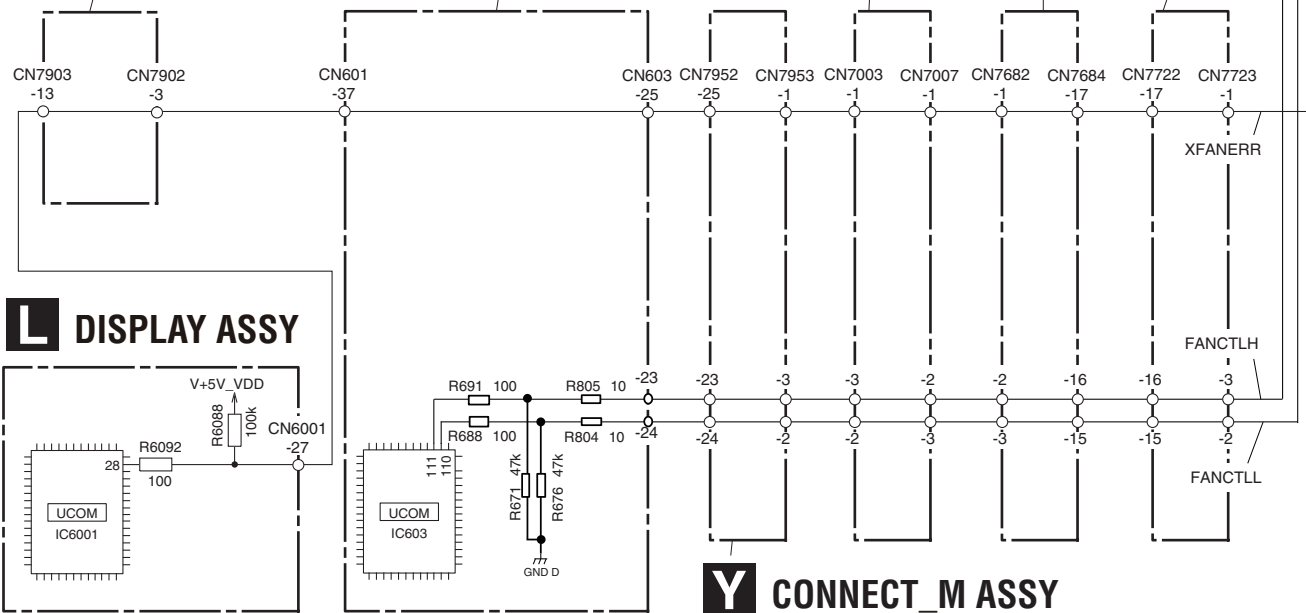 CN7903 CN7902 CN601 CN603 CN7952 CN7953 CN7003 CN7007 CN7682 CN7684 CN7722 CN7723
-13 -3 -37 -25 -25 -1 -1 -1 -1 -17 -17 -1
XFANERR
L DISPLAY ASSY
FANCTLH
V+5V_VDD
R6088 100k
CN6001
-27
R6092
100
28
UCOM
IC6001
R691 100 R805 10 -23 -23 -3 -3 -2 -2 -16 -16 -3
R688 100 R804 10 -24 -24 -2 -2 -3 -3 -15 -15 -2
111 110
R671 47k R676 47k
UCOM
IC603
GND D
FANCTLL
Y CONNECT_M ASSY